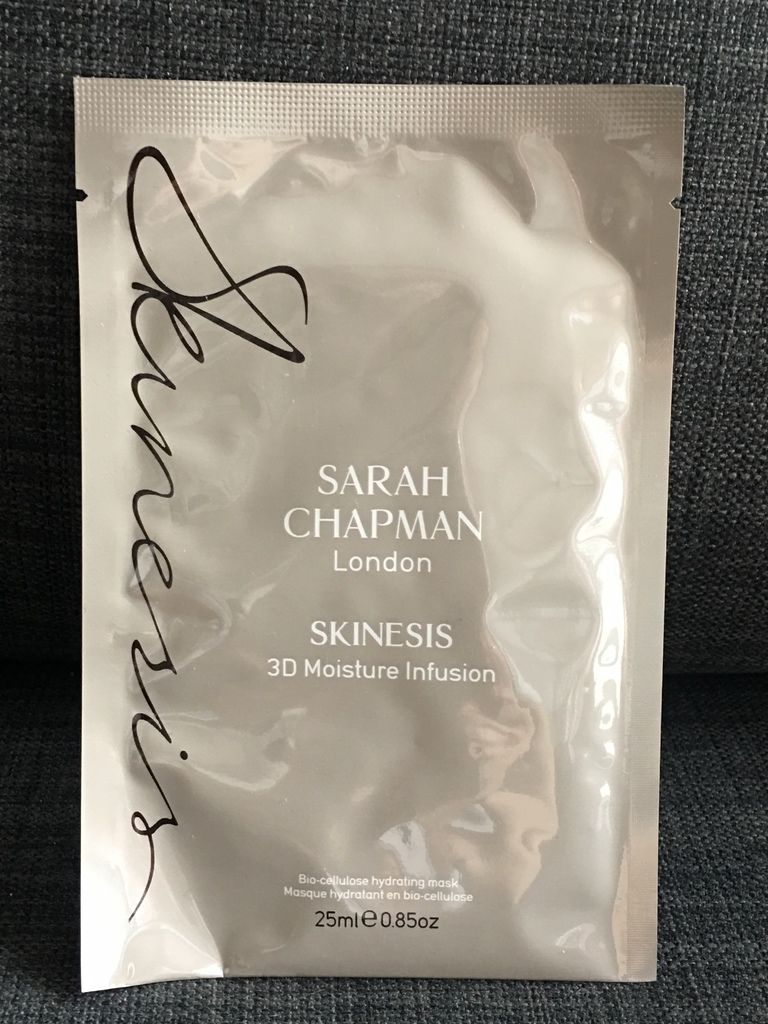 Skinesis
SARAH
CHAPMAN
London
SKINESIS
3D Moisture Infusion
Bio-cellulose hydrating mask
Masque hydratant en bio-cellulose
25ml℮0.85oz